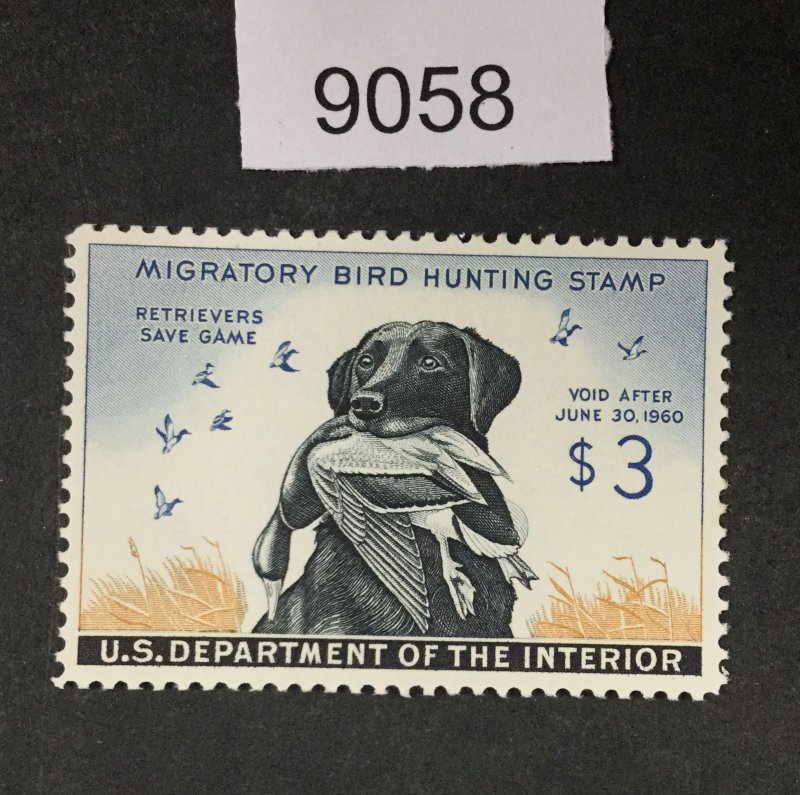 9058
MIGRATORY BIRD HUNTING STAMP
RETRIEVERS
SAVE GAME
VOID AFTER
JUNE 30, 1960
$3
U.S. DEPARTMENT OF THE INTERIOR